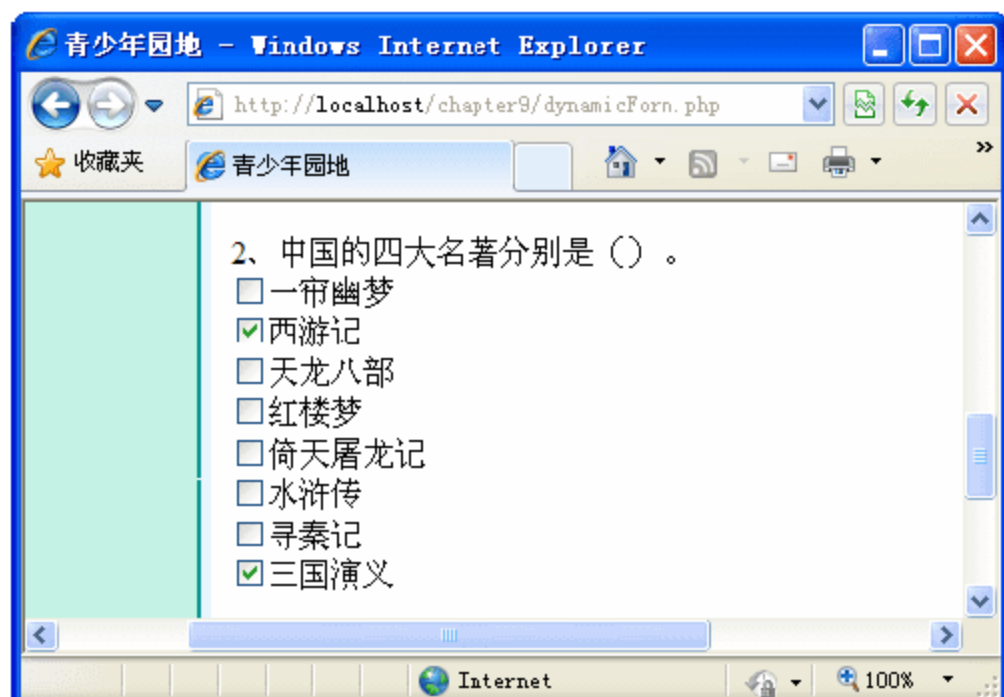 青少年园地 - Windows Internet Explorer
http://localhost/chapter9/dynamicForn.php
收藏夹
青少年园地
2、中国的四大名著分别是（）。
一帘幽梦
西游记
天龙八部
红楼梦
倚天屠龙记
水浒传
寻秦记
三国演义
Internet
100%